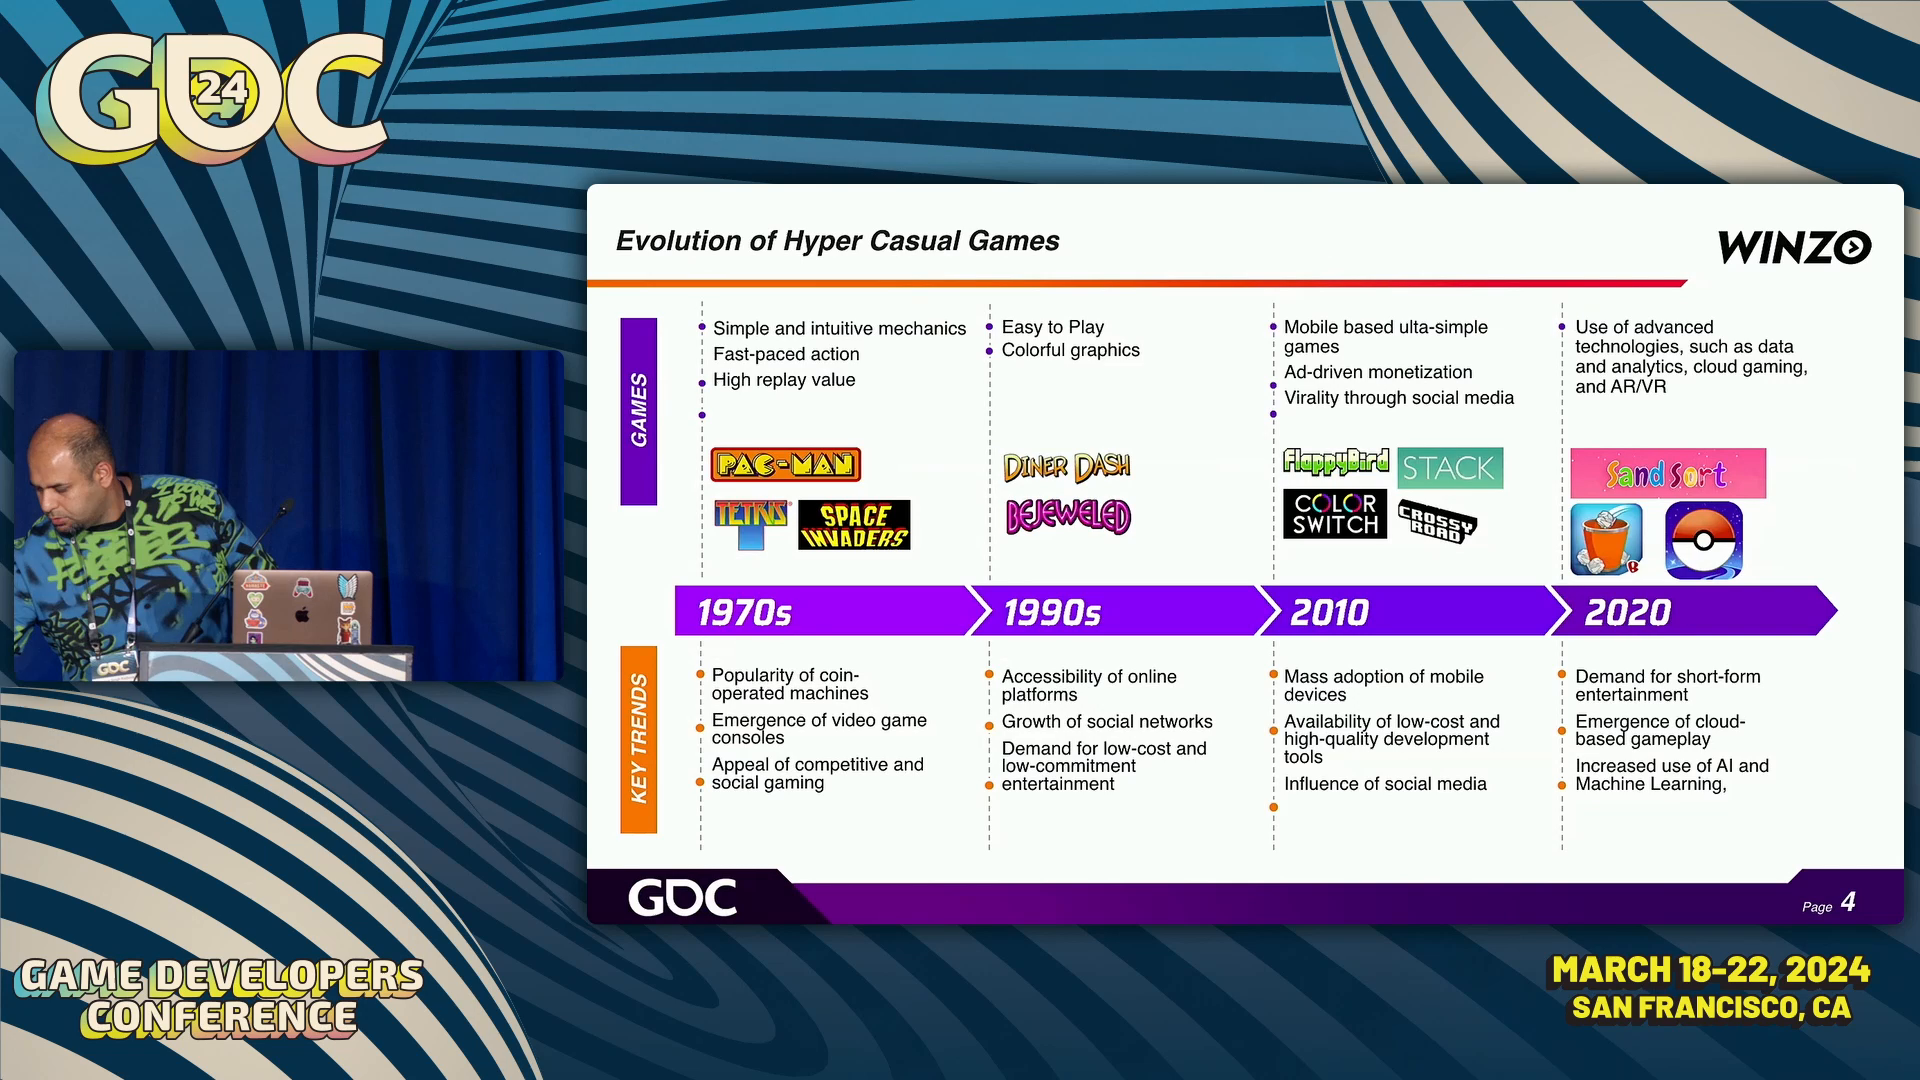 GDC
24
Evolution of Hyper Casual Games
WINZO
GAMES
Simple and intuitive mechanics
Fast-paced action
High replay value
Easy to Play
Colorful graphics
Mobile based ulta-simple
games
Ad-driven monetization
Virality through social media
Use of advanced
technologies, such as data
and analytics, cloud gaming,
and AR/VR
PAC-MAN
TETRIS
SPACE
INVADERS
DINER DASH
BEJEWELED
FlappyBird
STACK
COLOR
SWITCH
CROSSY
ROAD
Sand Sort
1970s
1990s
2010
2020
KEY TRENDS
Popularity of coin-
operated machines
Emergence of video game
consoles
Appeal of competitive and
social gaming
Accessibility of online
platforms
Growth of social networks
Demand for low-cost and
low-commitment
entertainment
Mass adoption of mobile
devices
Availability of low-cost and
high-quality development
tools
Influence of social media
Demand for short-form
entertainment
Emergence of cloud-
based gameplay
Increased use of AI and
Machine Learning,
GDC
Page 4
GDC
GAME DEVELOPERS
CONFERENCE
MARCH 18-22, 2024
SAN FRANCISCO, CA